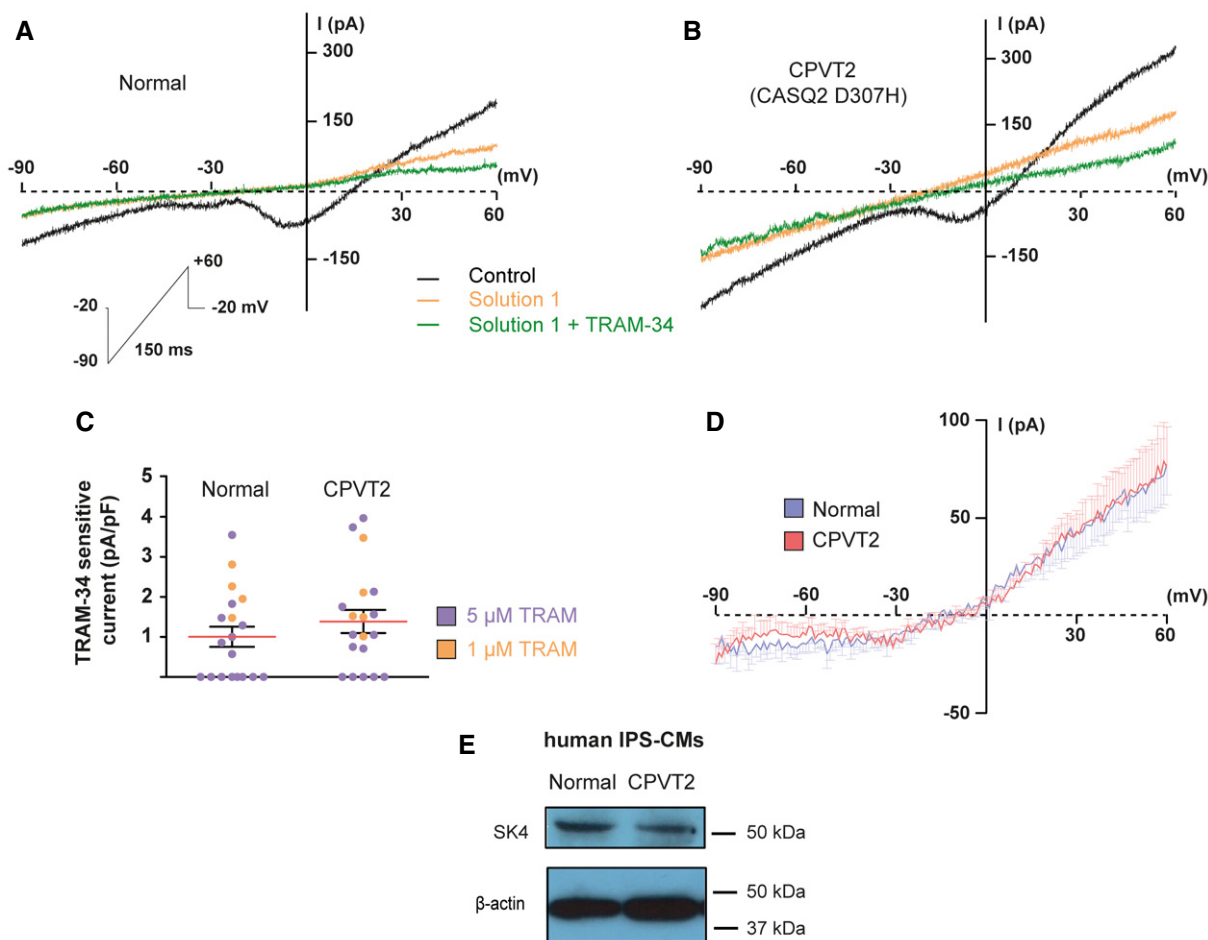 A
I (pA)
300
Normal
150
-90
-60
-30
(mV)
30
60
-150
+60
-20
-20 mV
150 ms
-90
Control
Solution 1
Solution 1 + TRAM-34
B
I (pA)
300
CPVT2
(CASQ2 D307H)
150
-90
-60
-30
(mV)
30
60
-150
C
TRAM-34 sensitive
current (pA/pF)
5
4
3
2
1
Normal
CPVT2
5 μM TRAM
1 μM TRAM
D
100
I (pA)
Normal
CPVT2
50
-90
-60
-30
(mV)
30
60
-50
E
human IPS-CMs
Normal
CPVT2
SK4
50 kDa
β-actin
50 kDa
37 kDa